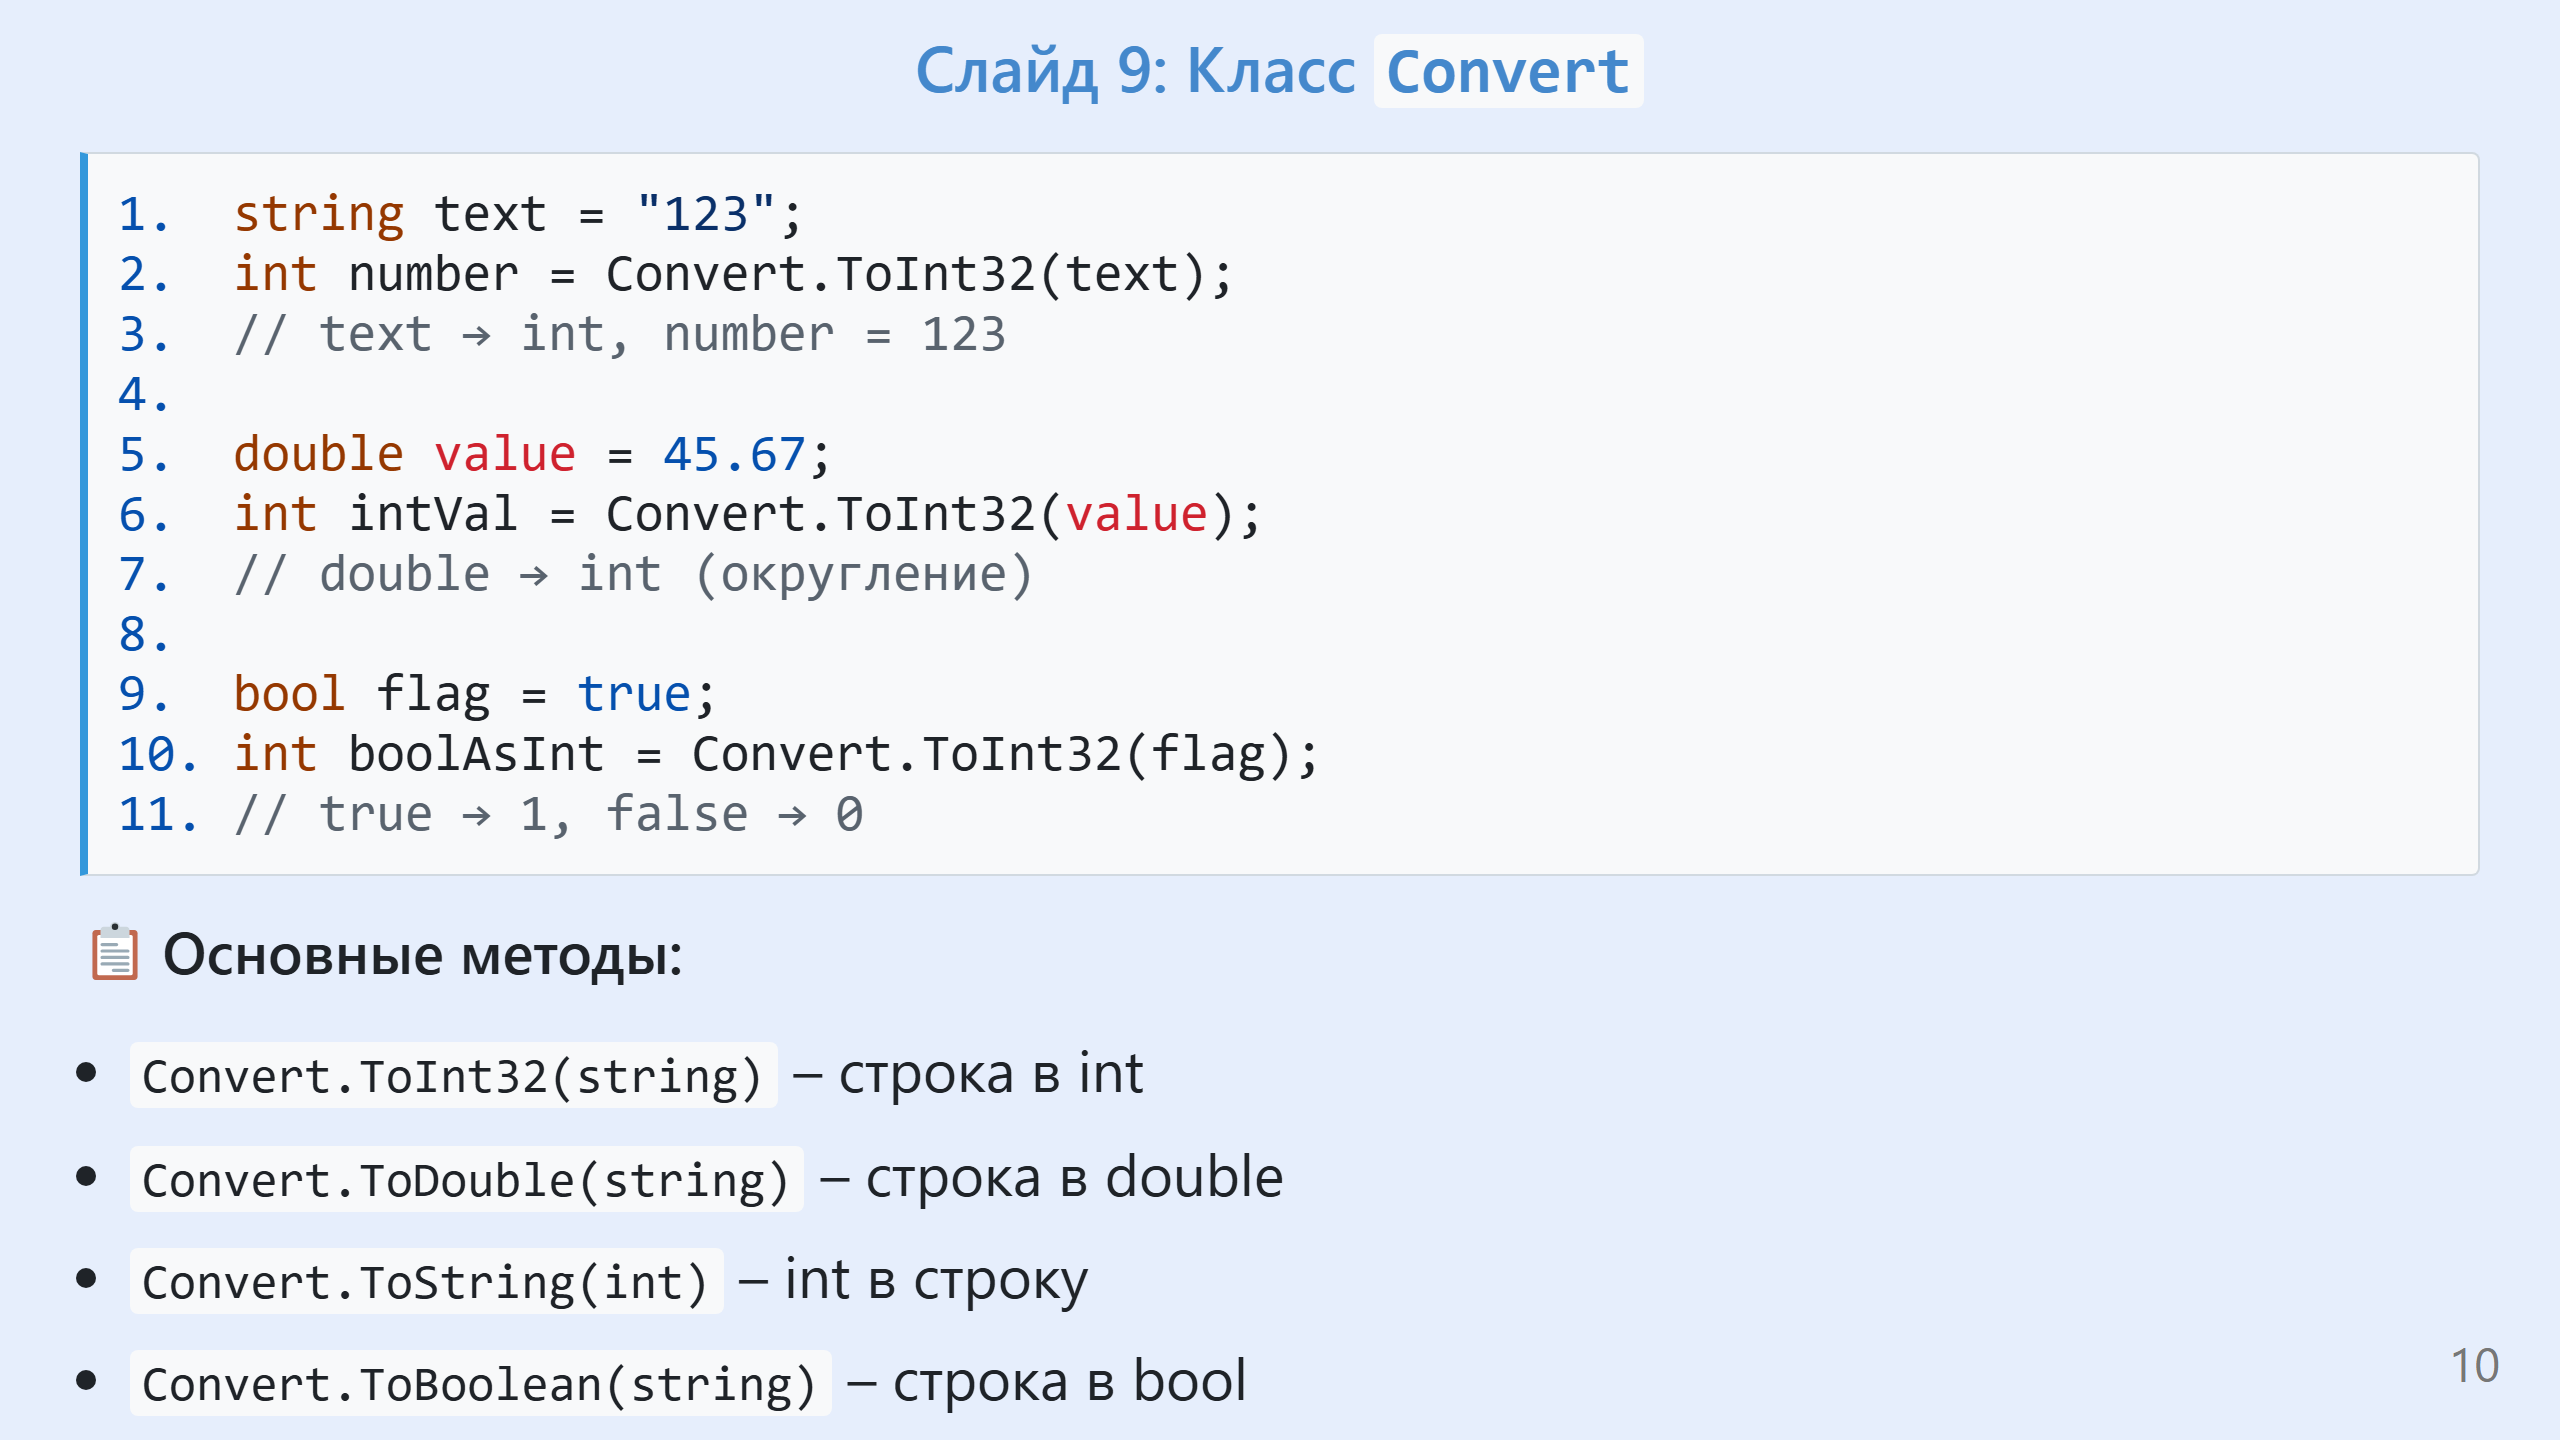 Слайд 9: Класс Convert
1. string text = "123";
2. int number = Convert.ToInt32(text);
3. // text → int, number = 123
4.
5. double value = 45.67;
6. int intVal = Convert.ToInt32(value);
7. // double → int (округление)
8.
9. bool flag = true;
10. int boolAsInt = Convert.ToInt32(flag);
11. // true → 1, false → 0
📋 Основные методы:
• Convert.ToInt32(string) – строка в int
• Convert.ToDouble(string) – строка в double
• Convert.ToString(int) – int в строку
• Convert.ToBoolean(string) – строка в bool
10